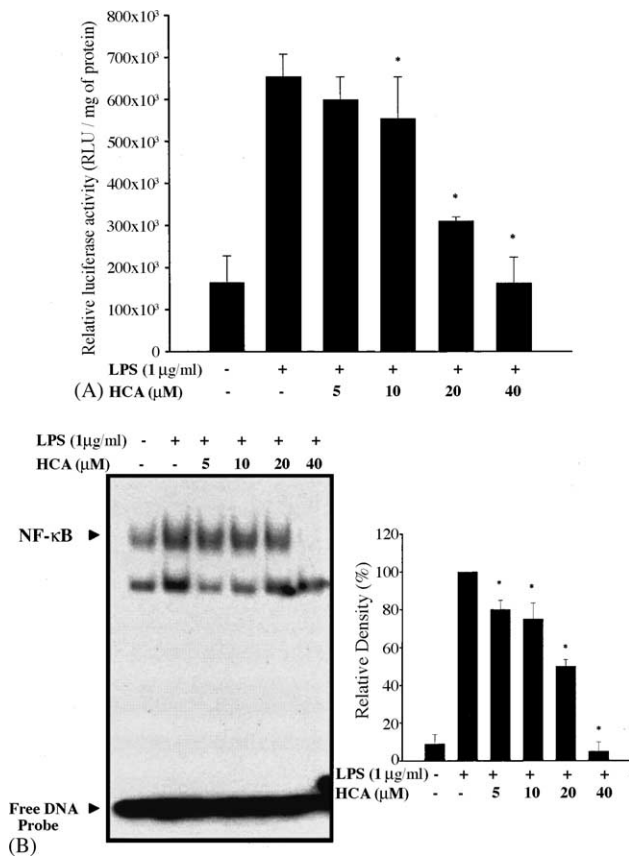 Relative luciferase activity (RLU / mg of protein)
800x10³
700x10³
600x10³
500x10³
400x10³
300x10³
200x10³
100x10³
0
* * *
LPS (1 µg/ml) - + + + + +
(A) HCA (µM) - - 5 10 20 40
LPS (1µg/ml) - + + + + +
HCA (µM) - - 5 10 20 40
NF-κB
Free DNA
Probe
(B)
Relative Density (%)
120
100
80
60
40
20
0
* * * *
LPS (1 µg/ml) - + + + + +
HCA (µM) - - 5 10 20 40